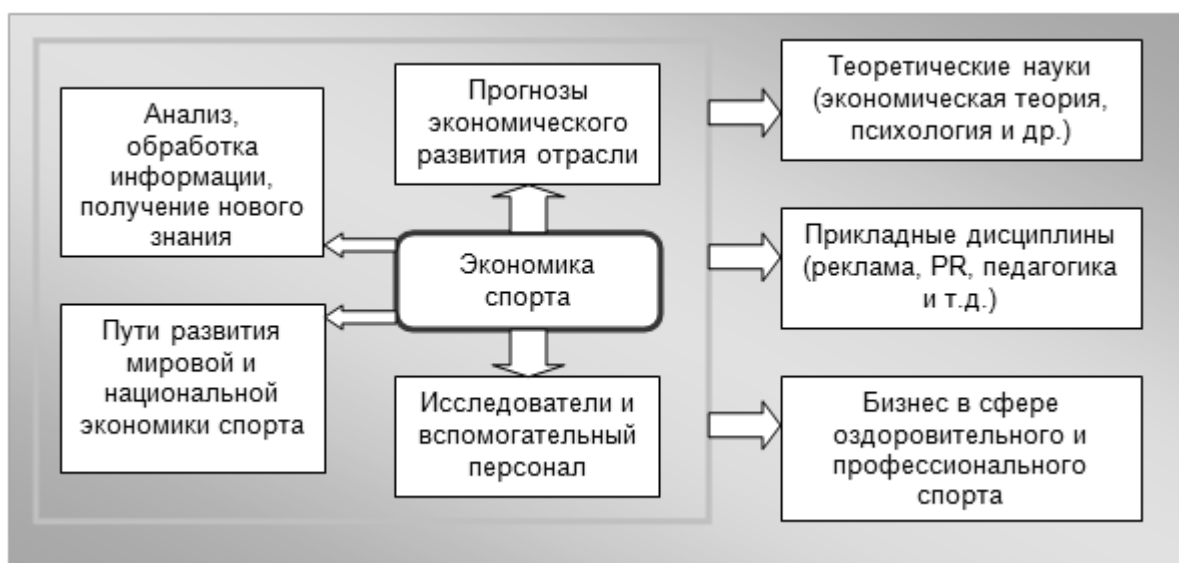 Анализ,
обработка
информации,
получение нового
знания
Пути развития
мировой и
национальной
экономики спорта
Прогнозы
экономического
развития отрасли
Экономика
спорта
Исследователи и
вспомогательный
персонал
Теоретические науки
(экономическая теория,
психология и др.)
Прикладные дисциплины
(реклама, PR, педагогика
и т.д.)
Бизнес в сфере
оздоровительного и
профессионального
спорта